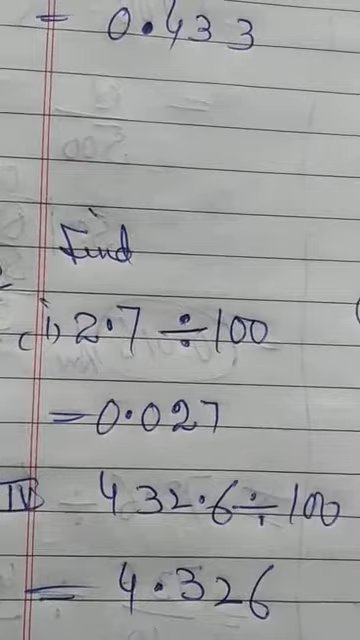 = 0.433
Find
(i) 2.7 ÷ 100
= 0.027
IV) 432.6 ÷ 100
= 4.326